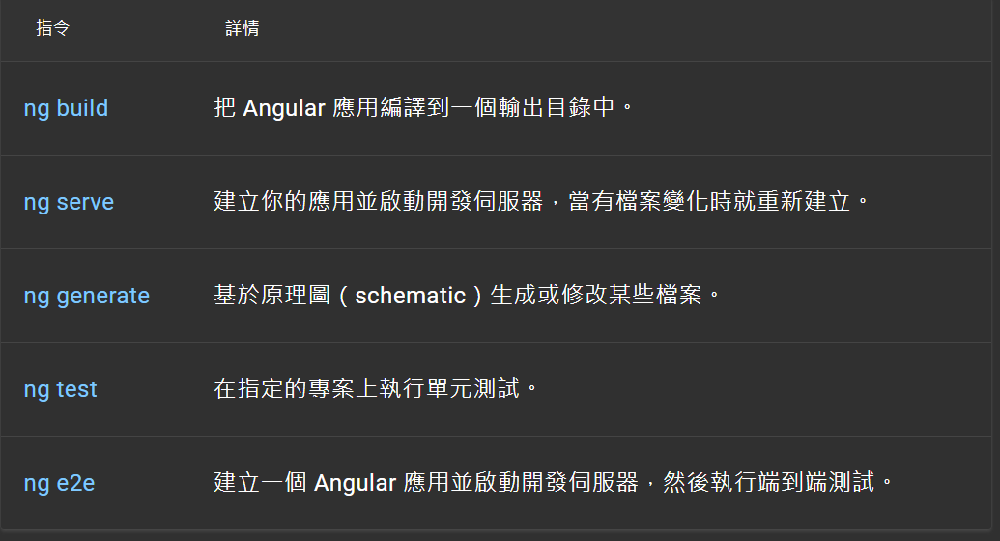 指令 詳情
ng build 把 Angular 應用編譯到一個輸出目錄中。
ng serve 建立你的應用並啟動開發伺服器，當有檔案變化時就重新建立。
ng generate 基於原理圖（schematic）生成或修改某些檔案。
ng test 在指定的專案上執行單元測試。
ng e2e 建立一個 Angular 應用並啟動開發伺服器，然後執行端到端測試。